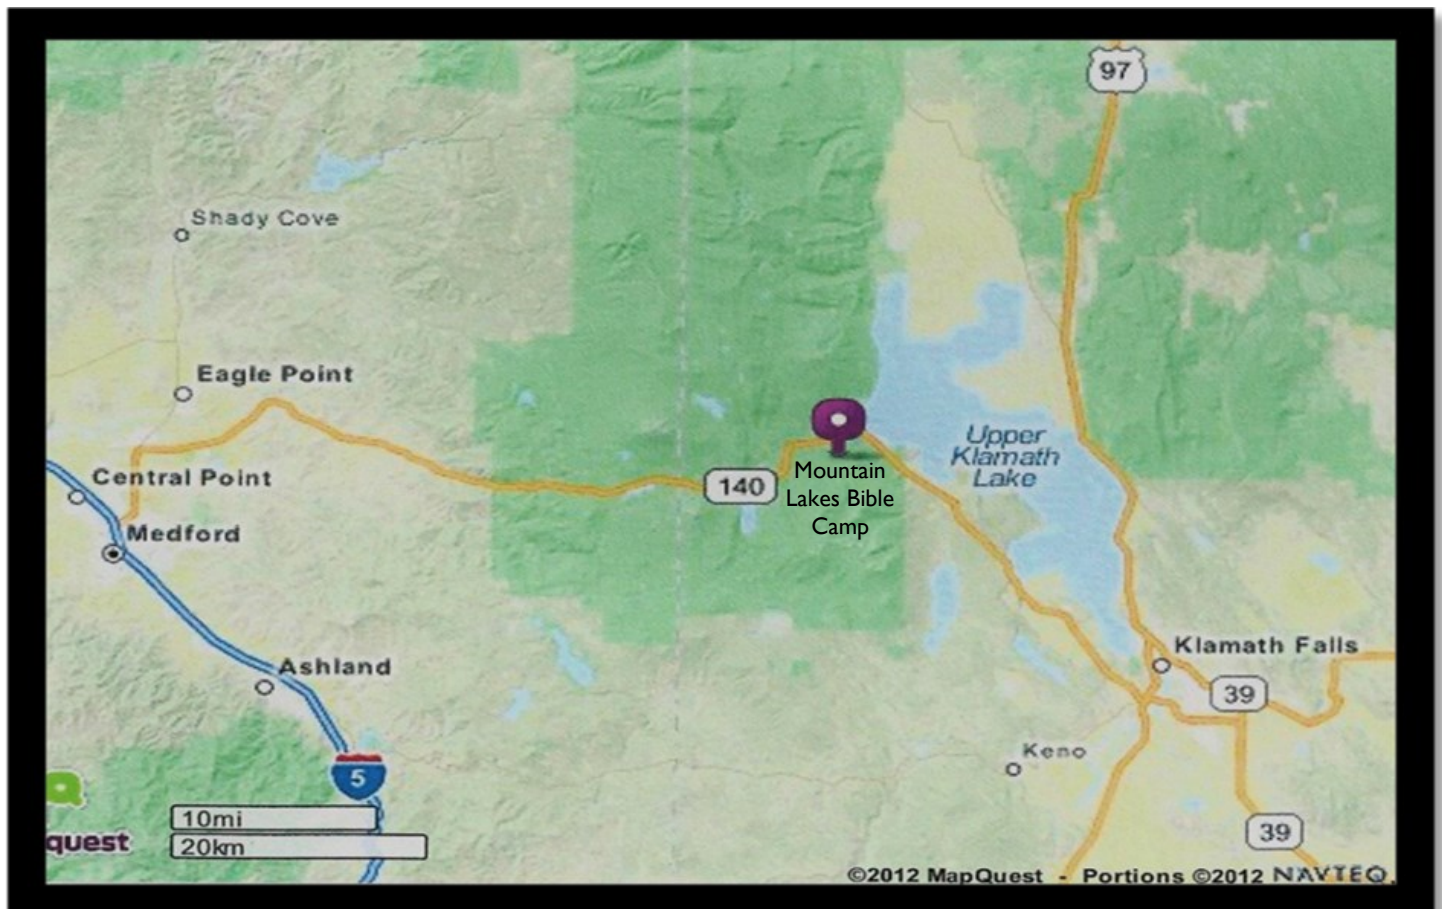 97
Shady Cove
Eagle Point
Upper
Klamath
Lake
Mountain
Lakes Bible
Camp
140
Central Point
Medford
Klamath Falls
Ashland
39
Keno
5
10mi
20km
quest
39
©2012 MapQuest - Portions ©2012 NAVTEQ